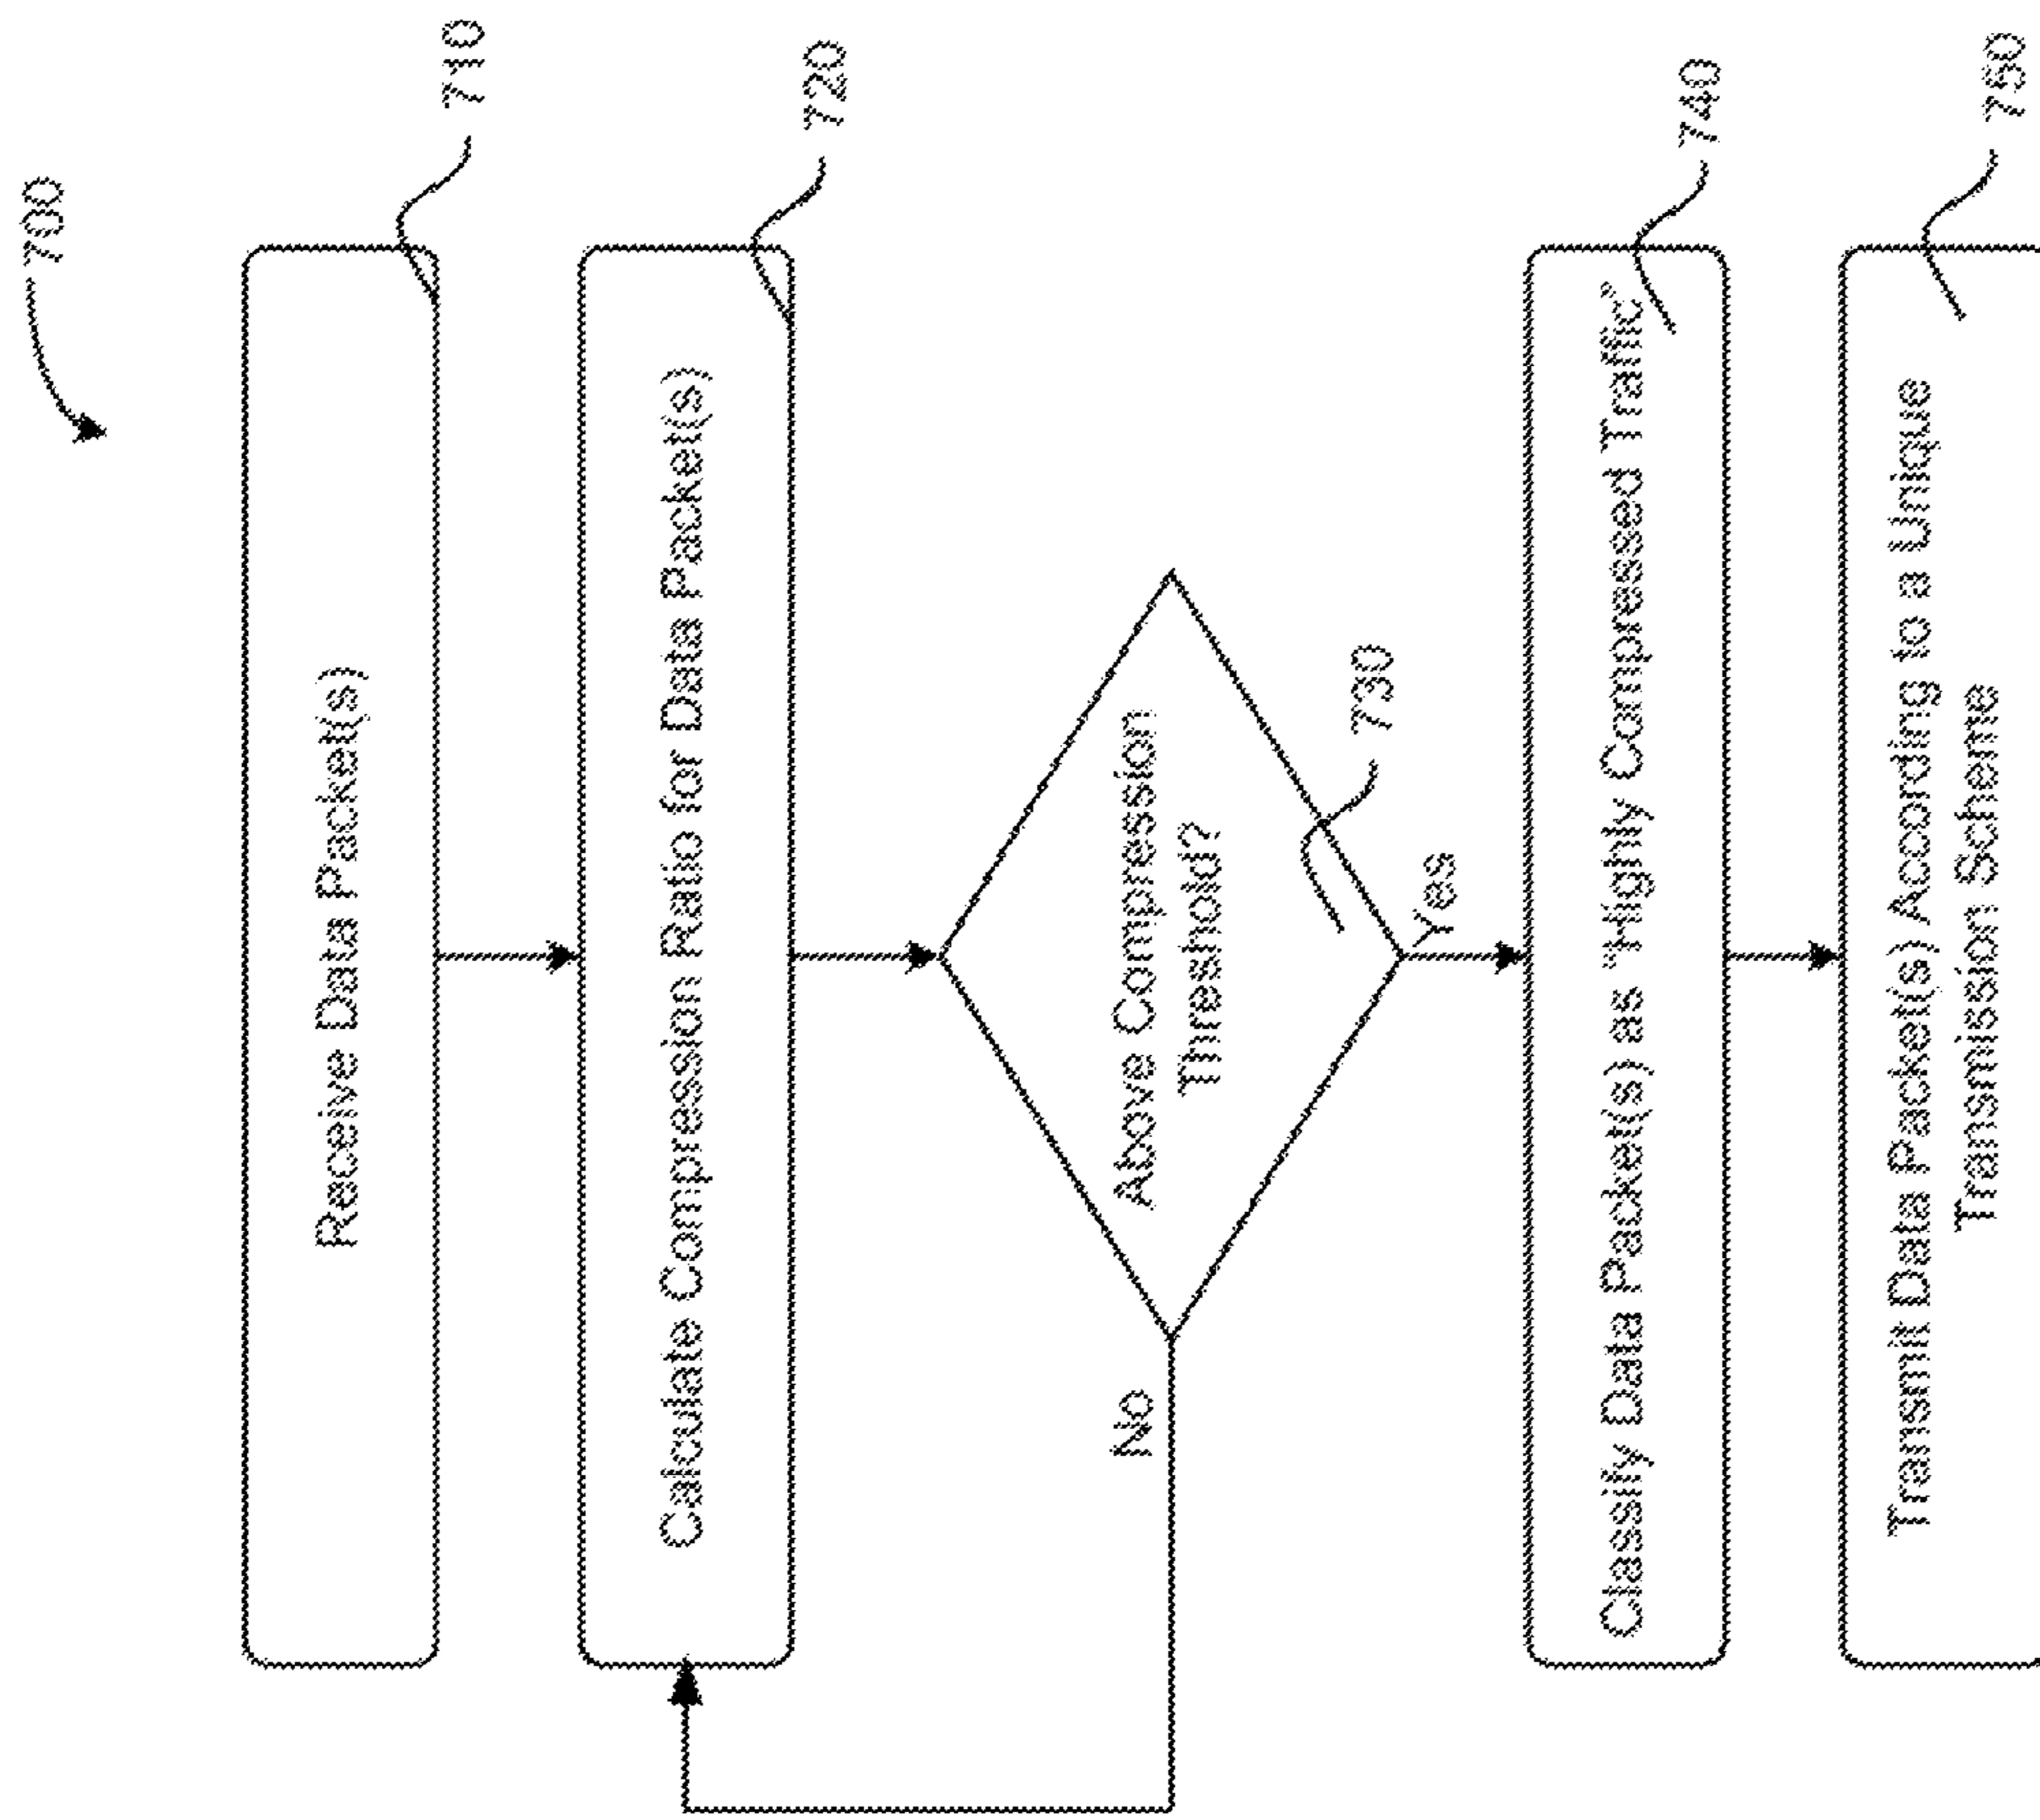 700
Receive Data Packet(s)
710
Calculate Compression Ratio for Data Packet(s)
720
Above Compression
Threshold?
730
No
Yes
Classify Data Packet(s) as "Highly Compressed Traffic"
740
Transmit Data Packet(s) According to a Unique
Transmission Scheme
750